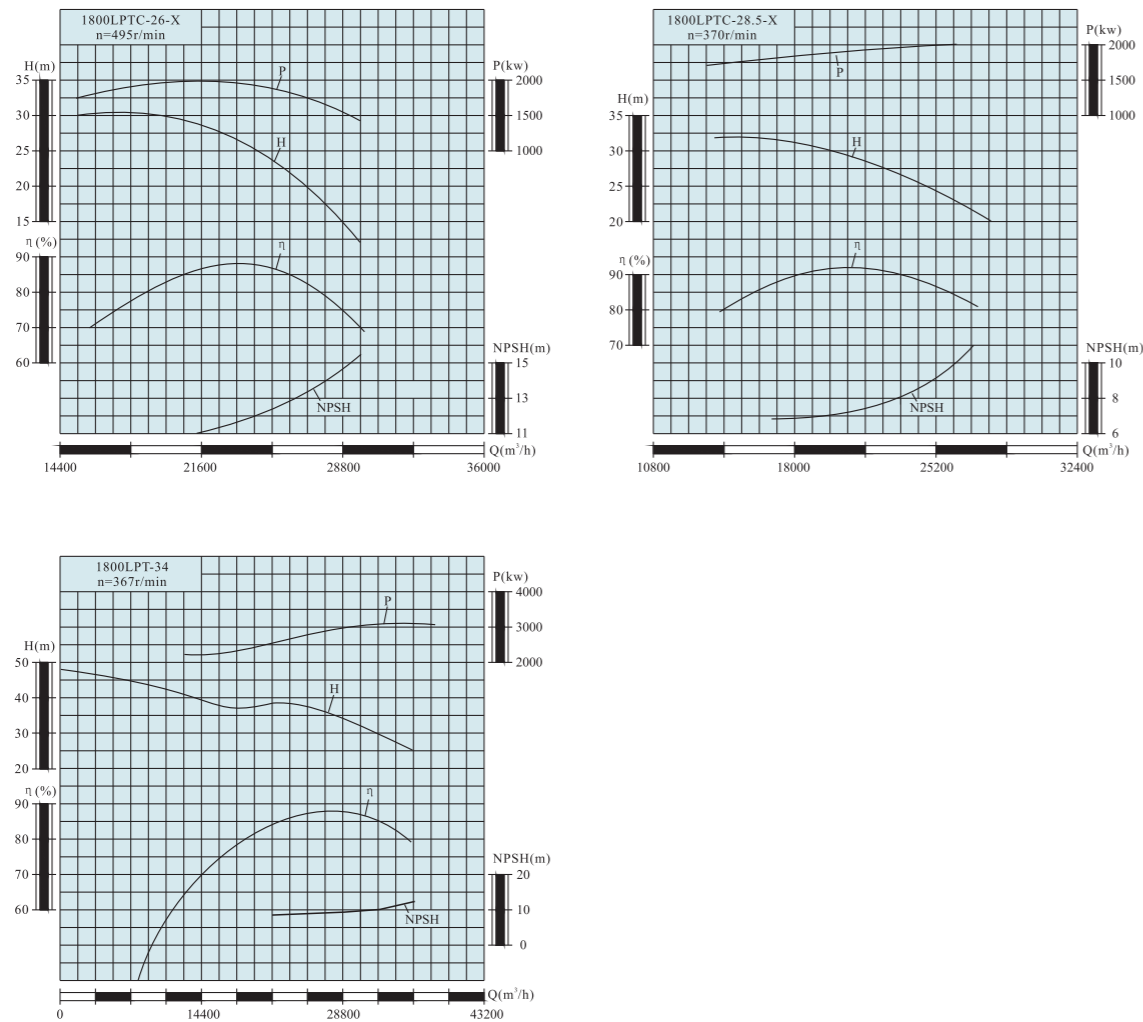 1800LPTC-26-X
n=495r/min
H(m)
35
30
25
20
15
η (%)
90
80
70
60
P(kw)
2000
1500
1000
NPSH(m)
15
13
11
P
H
η
NPSH
Q(m³/h)
14400 21600 28800 36000
1800LPTC-28.5-X
n=370r/min
H(m)
35
30
25
20
η (%)
90
80
70
P(kw)
2000
1500
1000
NPSH(m)
10
8
6
P
H
η
NPSH
Q(m³/h)
10800 18000 25200 32400
1800LPT-34
n=367r/min
H(m)
50
40
30
20
η (%)
90
80
70
60
P(kw)
4000
3000
2000
NPSH(m)
20
10
0
P
H
η
NPSH
Q(m³/h)
0 14400 28800 43200